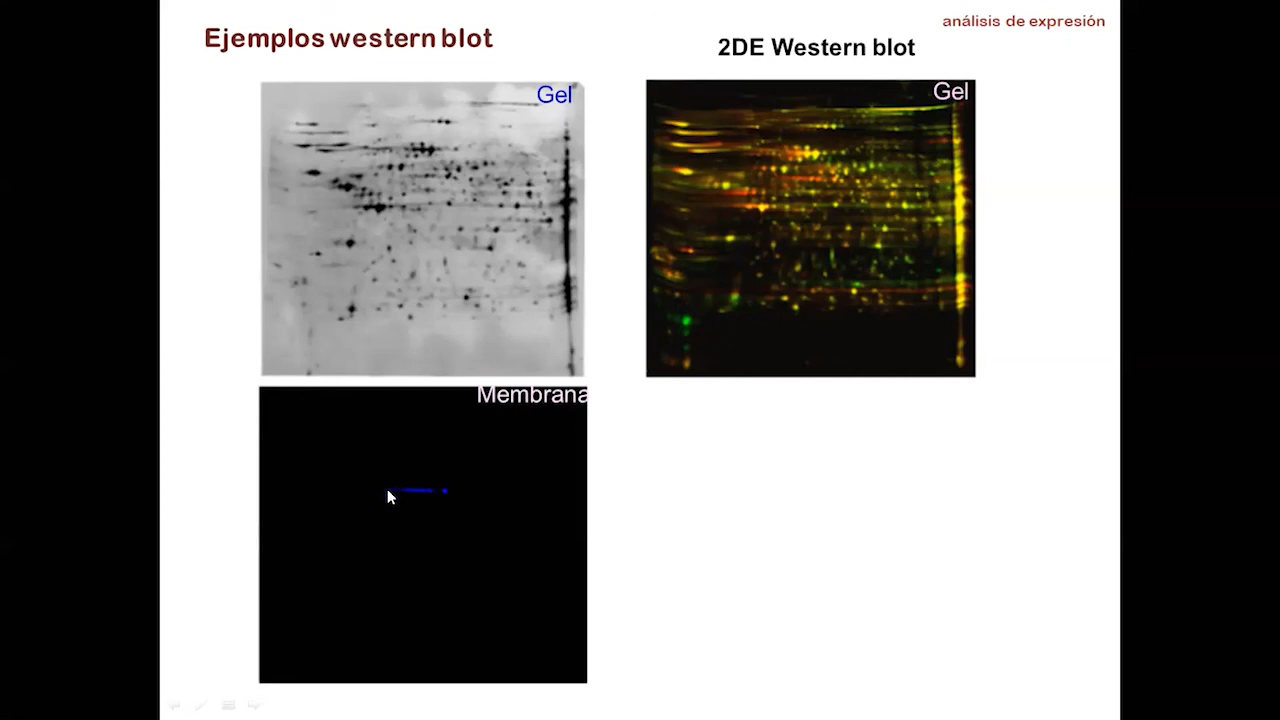 análisis de expresión
Ejemplos western blot
2DE Western blot
Gel
Gel
Membrana